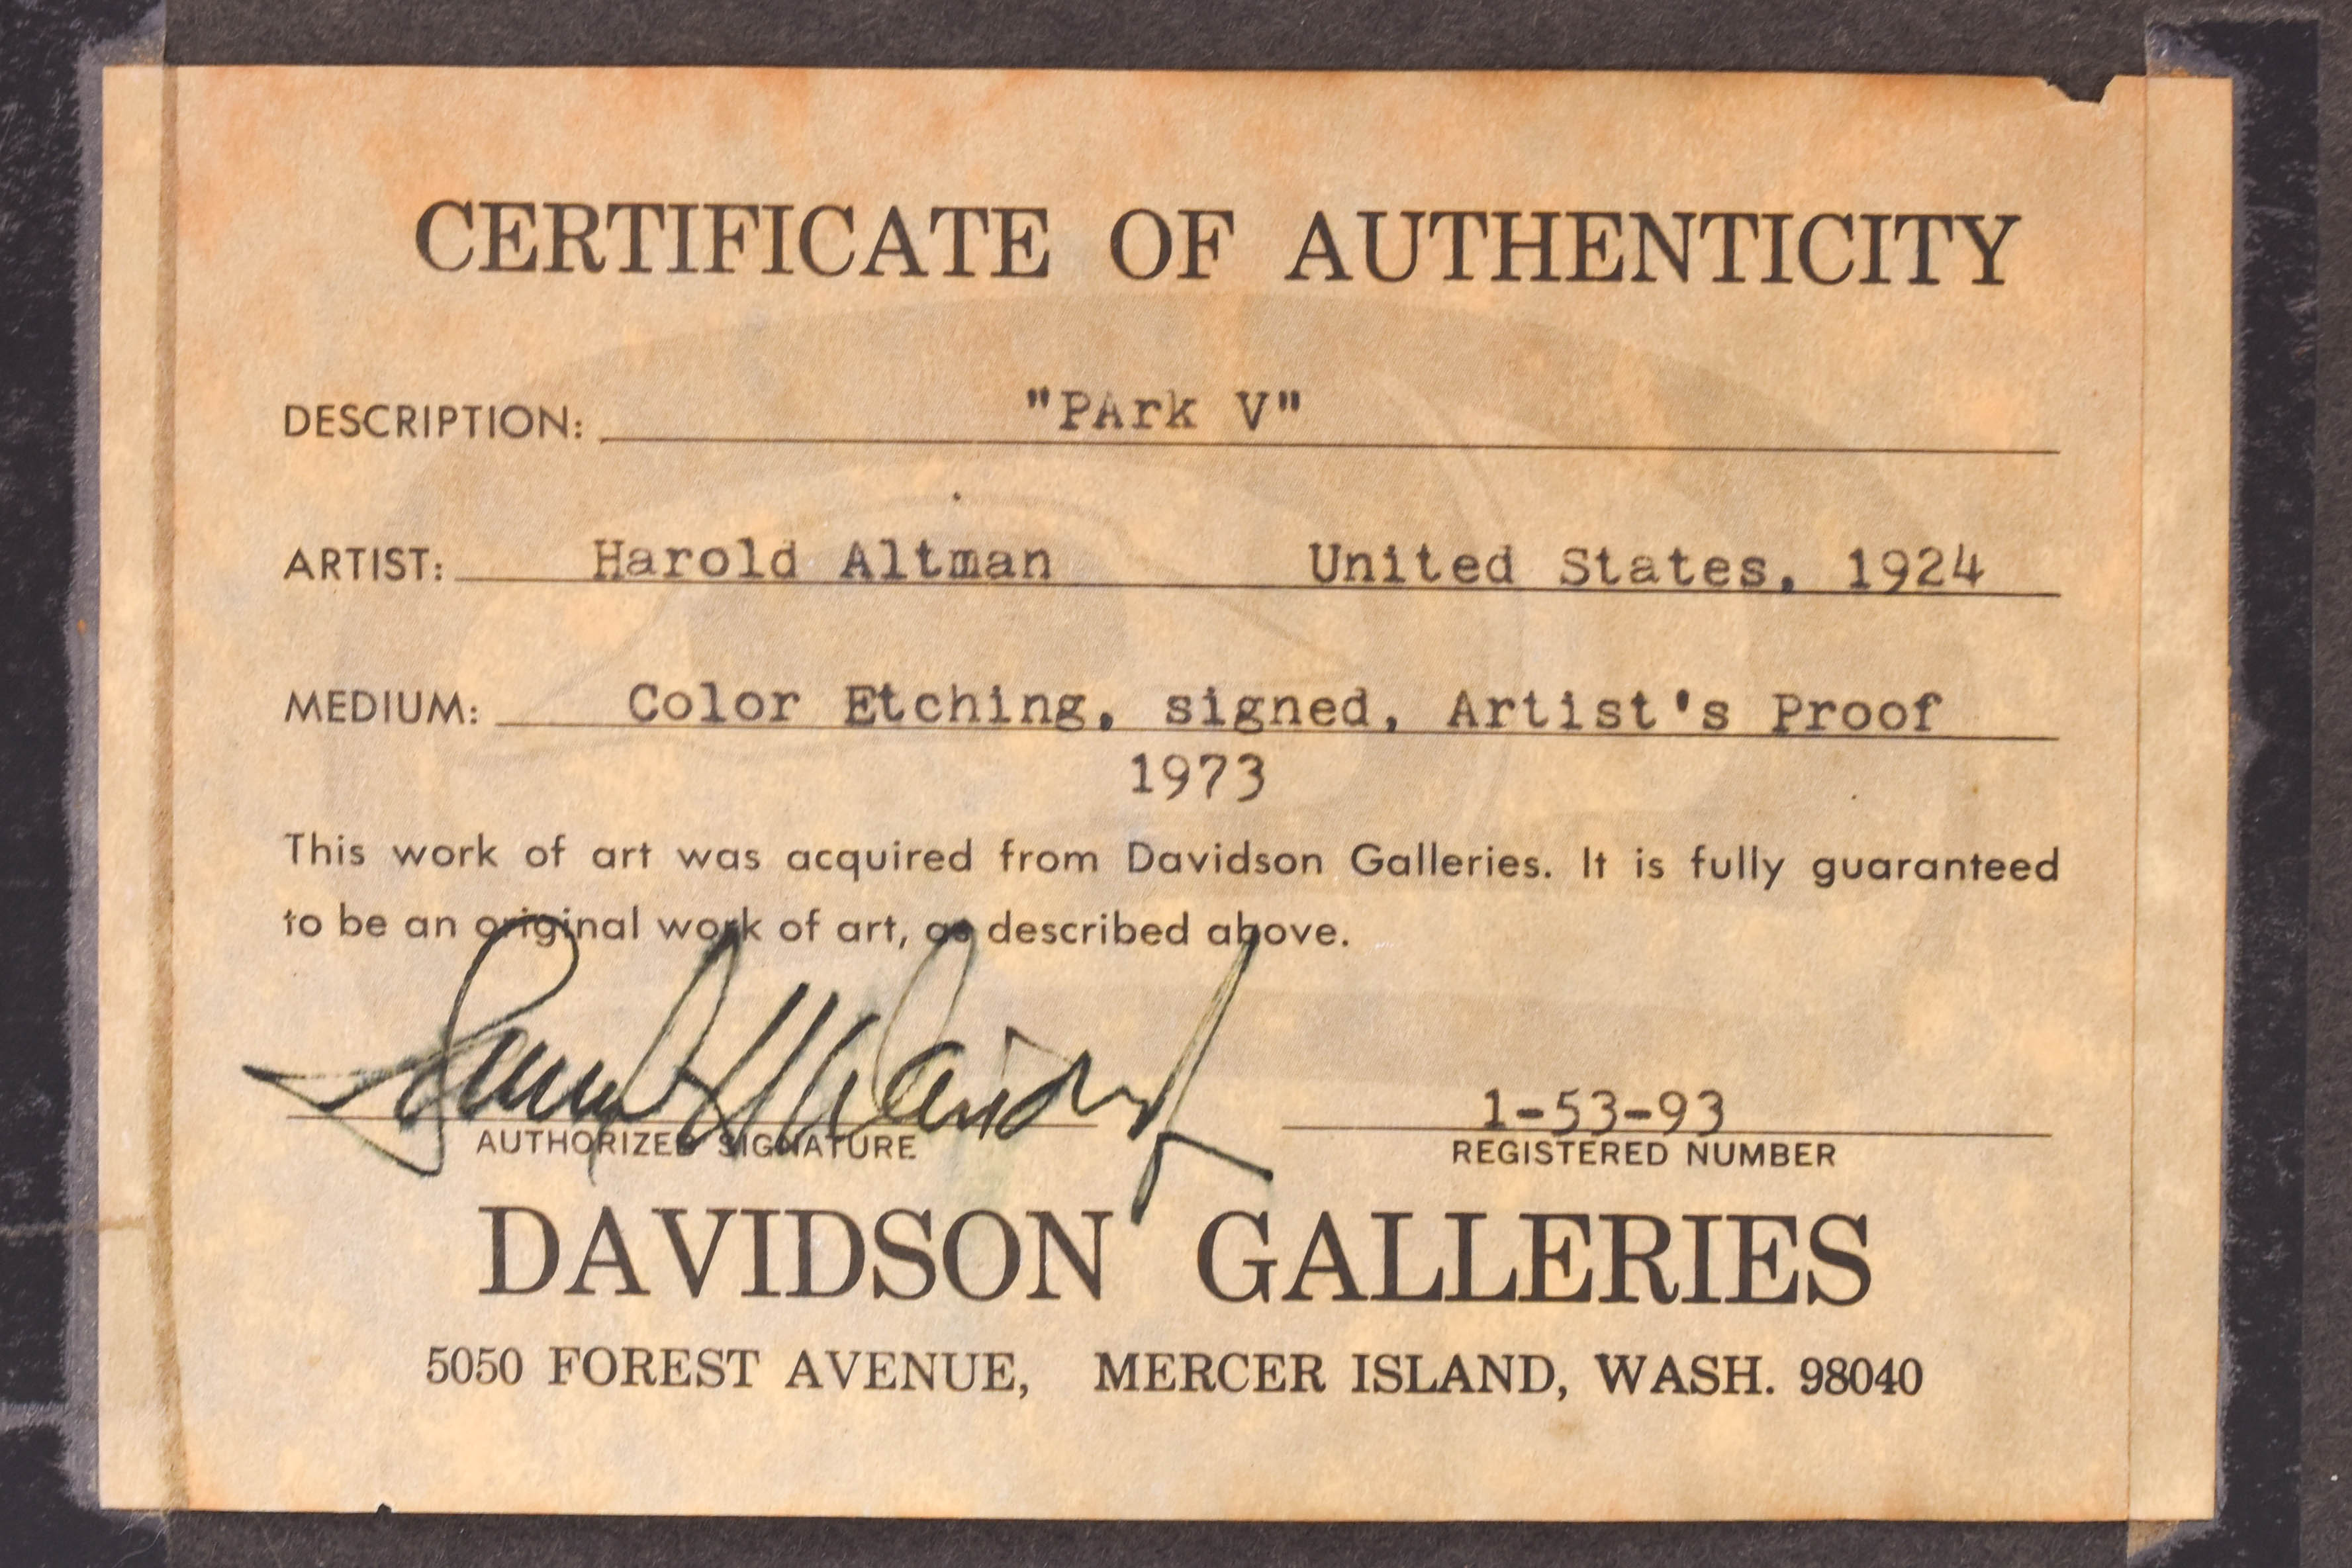 CERTIFICATE OF AUTHENTICITY
DESCRIPTION: "PArk V"
ARTIST: Harold Altman United States, 1924
MEDIUM: Color Etching, signed, Artist's Proof
1973
This work of art was acquired from Davidson Galleries. It is fully guaranteed
to be an original work of art, as described above.
1-53-93
AUTHORIZED SIGNATURE REGISTERED NUMBER
DAVIDSON GALLERIES
5050 FOREST AVENUE, MERCER ISLAND, WASH. 98040